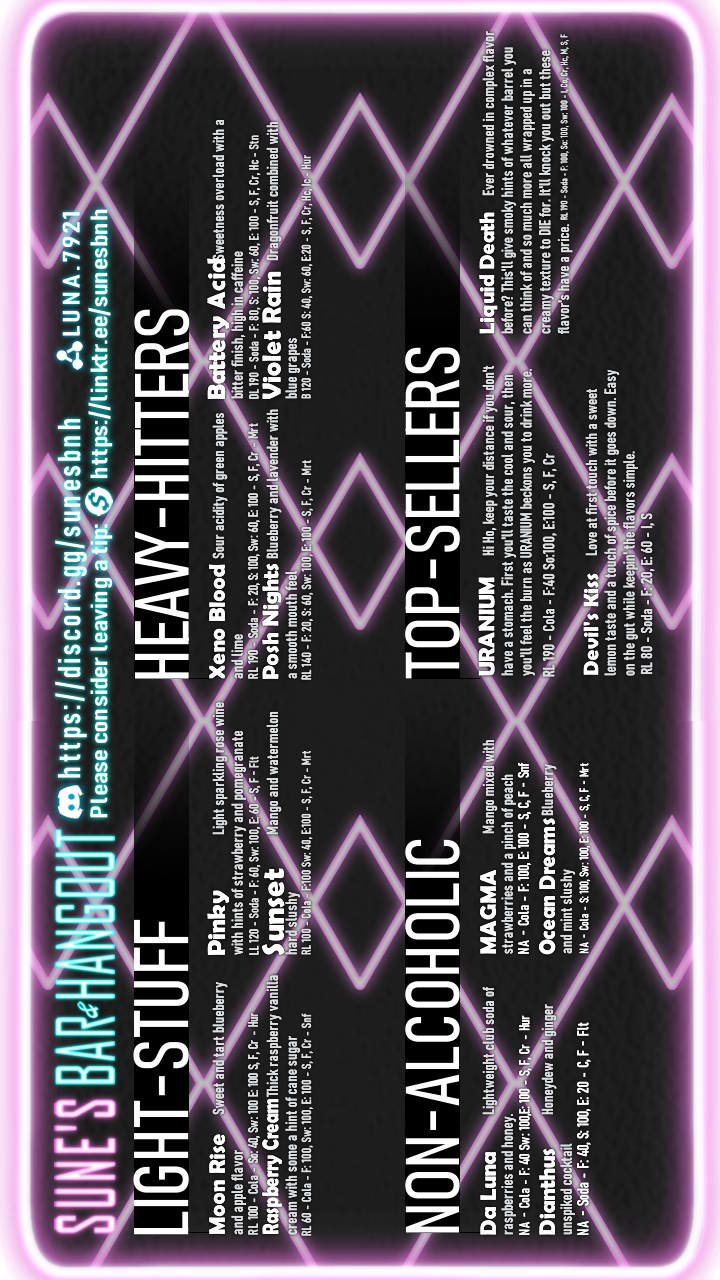 SUNE'S BAR & HANGOUT https://discord.gg/sunesbnh LUNA.7921
Please consider leaving a tip: https://linktr.ee/sunesbnh
LIGHT-STUFF
Moon Rise Sweet and tart blueberry
and apple flavor
RL 100 - Cola - So: 40, Sw: 100 E: 100 S, F, Cr - Hur
Raspberry Cream Thick raspberry vanilla
cream with some a hint of cane sugar
RL 60 - Cola - F: 100, Sw: 100, E: 100 - S, F, Cr - Snf
Pinky Light sparkling rose wine
with hints of strawberry and pomegranate
LL 120 - Soda - F: 60, Sw: 100, E: 60 - S, F - Flt
Sunset Mango and watermelon
hard slushy
RL 100 - Cola - F:100 Sw: 40, E:100 - S, F, Cr - Mrt
HEAVY-HITTERS
Xeno Blood Sour acidity of green apples
and lime
RL 190 - Soda - F: 20, S: 100, Sw: 60, E: 100 - S, F, Cr - Mrt
Posh Nights Blueberry and lavender with
a smooth mouth feel
RL 140 - F: 20, S: 60, Sw: 100, E:100 - S, F, Cr - Mrt
Battery Acid Sweetness overload with a
bitter finish, high in caffeine
DL 190 - Soda - F: 80, S: 100, Sw: 60, E: 100 - S, F, Cr, Hc - Stn
Violet Rain Dragonfruit combined with
blue grapes
B 120 - Soda - F:60 S: 40, Sw: 60, E:20 - S, F, Cr, Hc, Ic - Hur
NON-ALCOHOLIC
Da Luna Lightweight club soda of
raspberries and honey.
NA - Cola - F: 40 Sw: 100,E: 100 - S, F, Cr - Hur
Dianthus Honeydew and ginger
unspiked cocktail
NA - Soda - F: 40, S: 100, E: 20 - C, F - Flt
MAGMA Mango mixed with
strawberries and a pinch of peach
NA - Cola - F: 100, E: 100 - S, C, F - Snf
Ocean Dreams Blueberry
and mint slushy
NA - Cola - S: 100, Sw: 100, E: 100 - S, C, F - Mrt
TOP-SELLERS
URANIUM Hi Ho, keep your distance if you don't
have a stomach. First you'll taste the cool and sour, then
you'll feel the burn as URANIUM beckons you to drink more.
RL 190 - Cola - F:40 So:100, E:100 - S, F, Cr
Devil's Kiss Love at first touch with a sweet
lemon taste and a touch of spice before it goes down. Easy
on the gut while keepin' the flavors simple.
RL 80 - Soda - F: 20, E: 60 - I, S
Liquid Death Ever drowned in complex flavor
before? This'll give smoky hints of whatever barrel you
can think of and so much more all wrapped up in a
creamy texture to DIE for. It'll knock you out but these
flavor's have a price. RL 190 - Soda - F: 100, So: 100, Sw: 100 - I, Co, Cr, Hc, M, S, F